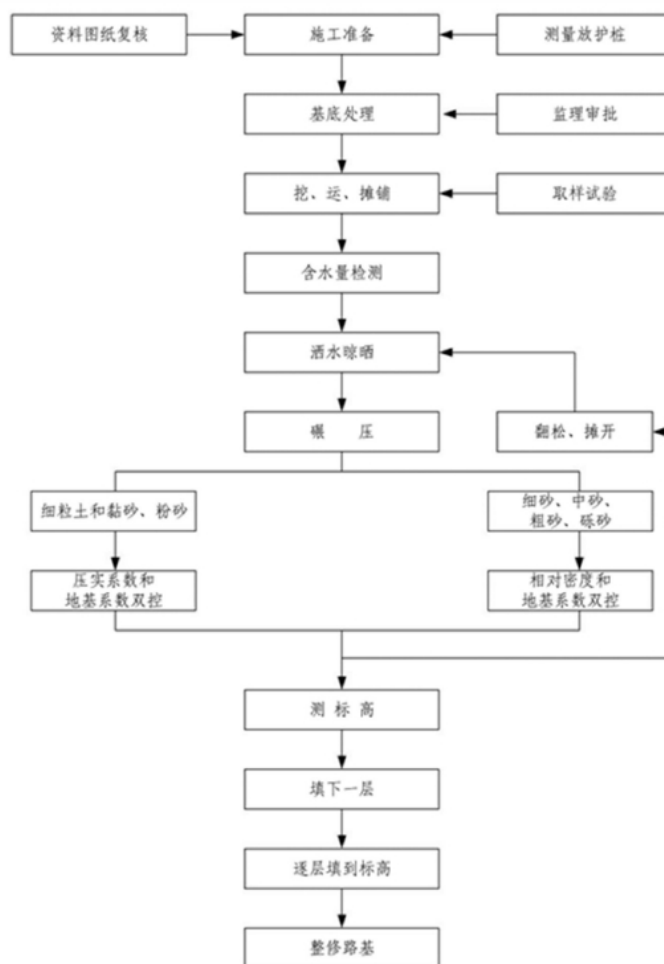 资料图纸复核
施工准备
测量放护桩
基底处理
监理审批
挖、运、摊铺
取样试验
含水量检测
洒水晾晒
碾 压
翻松、摊开
细粒土和黏砂、粉砂
细砂、中砂、
粗砂、砾砂
压实系数和
地基系数双控
相对密度和
地基系数双控
测 标 高
填下一层
逐层填到标高
整修路基